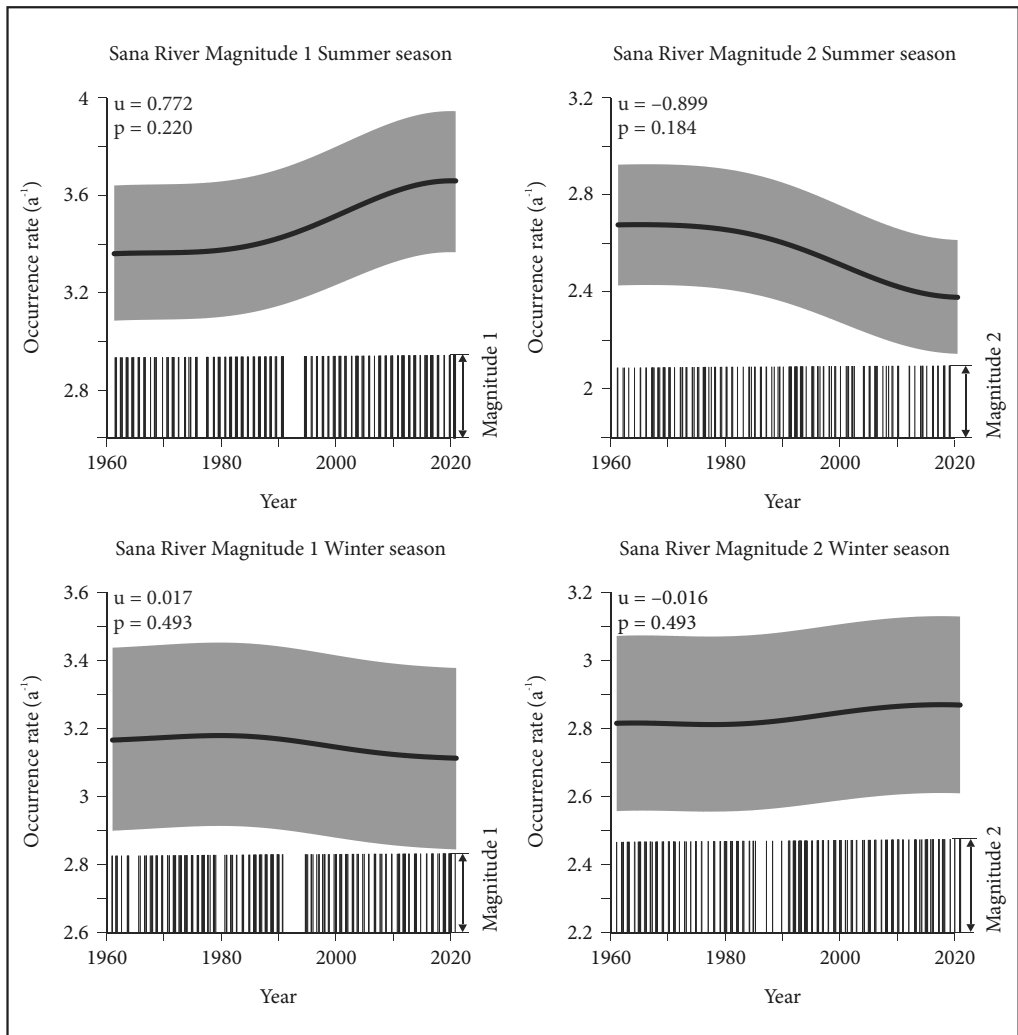 Sana River Magnitude 1 Summer season
u = 0.772
p = 0.220
4
3.6
3.2
2.8
Occurrence rate (a⁻¹)
Magnitude 1
1960 1980 2000 2020
Year
Sana River Magnitude 2 Summer season
u = –0.899
p = 0.184
3.2
2.8
2.4
2
Occurrence rate (a⁻¹)
Magnitude 2
1960 1980 2000 2020
Year
Sana River Magnitude 1 Winter season
u = 0.017
p = 0.493
3.6
3.4
3.2
3
2.8
2.6
Occurrence rate (a⁻¹)
Magnitude 1
1960 1980 2000 2020
Year
Sana River Magnitude 2 Winter season
u = –0.016
p = 0.493
3.2
3
2.8
2.6
2.4
2.2
Occurrence rate (a⁻¹)
Magnitude 2
1960 1980 2000 2020
Year